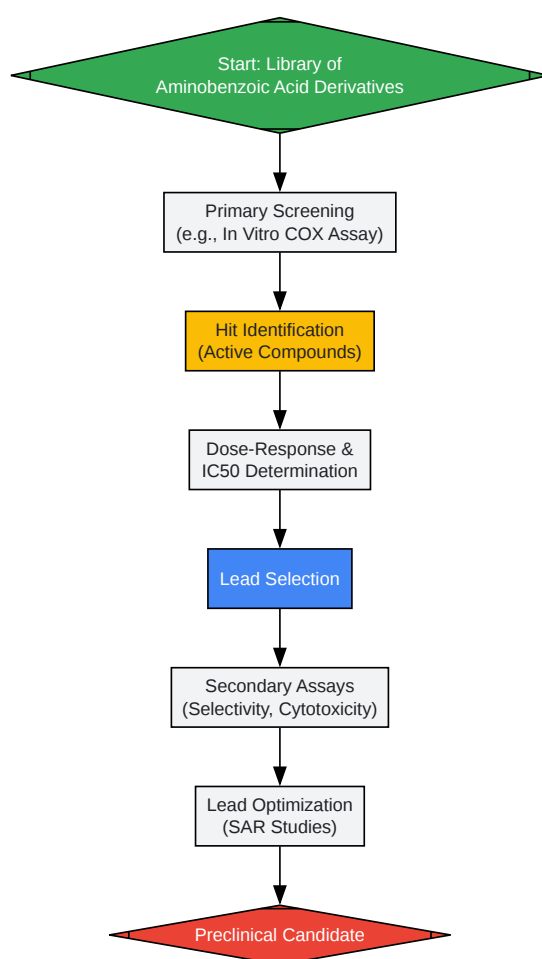 Start: Library of
Aminobenzoic Acid Derivatives
Primary Screening
(e.g., In Vitro COX Assay)
Hit Identification
(Active Compounds)
Dose-Response &
IC50 Determination
Lead Selection
Secondary Assays
(Selectivity, Cytotoxicity)
Lead Optimization
(SAR Studies)
Preclinical Candidate